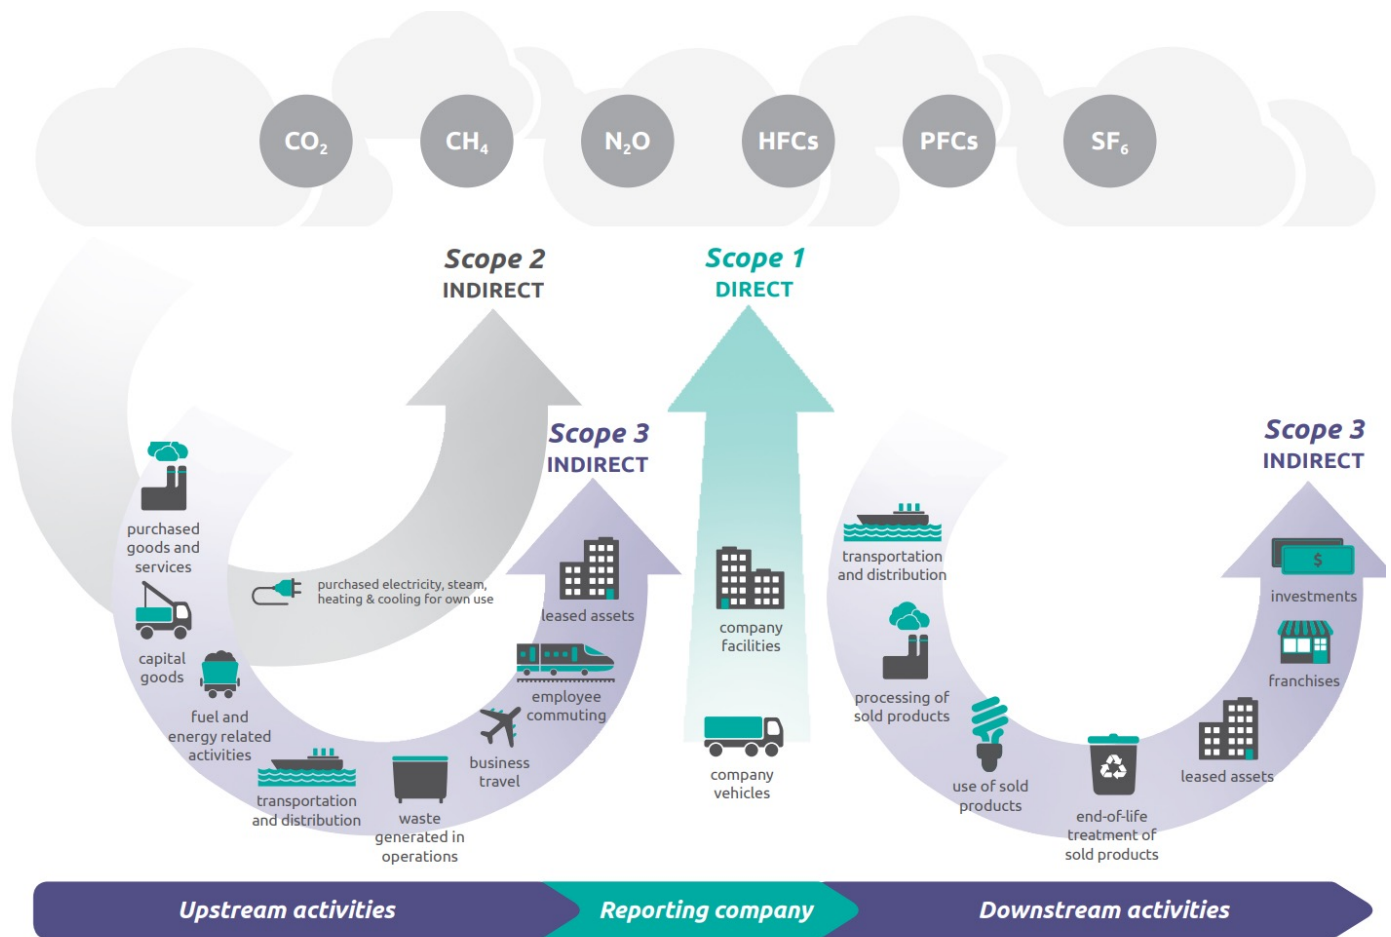 CO₂
CH₄
N₂O
HFCs
PFCs
SF₆
Scope 2
INDIRECT
Scope 1
DIRECT
Scope 3
INDIRECT
Scope 3
INDIRECT
purchased
goods and
services
capital
goods
fuel and
energy related
activities
purchased electricity, steam,
heating & cooling for own use
transportation
and distribution
waste
generated in
operations
business
travel
employee
commuting
leased assets
company
facilities
company
vehicles
transportation
and distribution
processing of
sold products
use of sold
products
end-of-life
treatment of
sold products
leased assets
franchises
$
investments
Upstream activities
Reporting company
Downstream activities